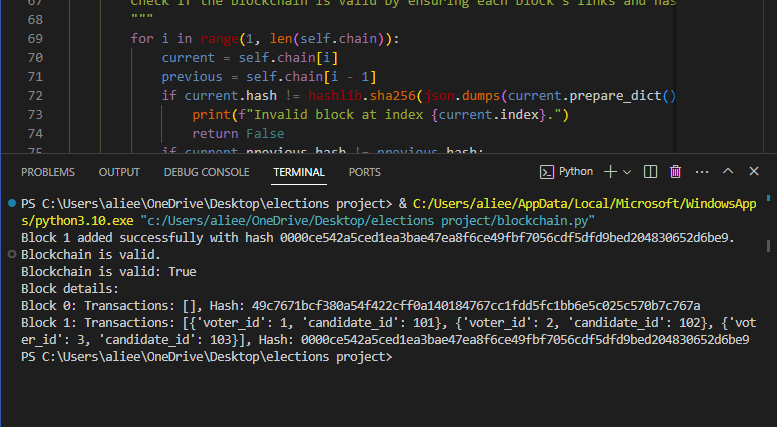 67 Check if the blockchain is valid by ensuring each block's links and has
68 """
69 for i in range(1, len(self.chain)):
70 current = self.chain[i]
71 previous = self.chain[i - 1]
72 if current.hash != hashlib.sha256(json.dumps(current.prepare_dict()
73 print(f"Invalid block at index {current.index}.")
74 return False
75 if current.previous_hash != previous.hash:
PROBLEMS OUTPUT DEBUG CONSOLE TERMINAL PORTS Python
PS C:\Users\aliee\OneDrive\Desktop\elections project> & C:/Users/aliee/AppData/Local/Microsoft/WindowsApp
s/python3.10.exe "c:/Users/aliee/OneDrive/Desktop/elections project/blockchain.py"
Block 1 added successfully with hash 0000ce542a5ced1ea3bae47ea8f6ce49fbf7056cdf5dfd9bed204830652d6be9.
Blockchain is valid.
Blockchain is valid: True
Block details:
Block 0: Transactions: [], Hash: 49c7671bcf380a54f422cff0a140184767cc1fdd5fc1bb6e5c025c570b7c767a
Block 1: Transactions: [{'voter_id': 1, 'candidate_id': 101}, {'voter_id': 2, 'candidate_id': 102}, {'vot
er_id': 3, 'candidate_id': 103}], Hash: 0000ce542a5ced1ea3bae47ea8f6ce49fbf7056cdf5dfd9bed204830652d6be9
PS C:\Users\aliee\OneDrive\Desktop\elections project>